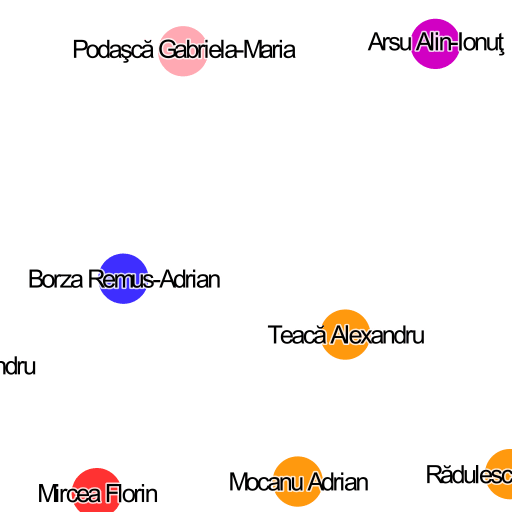 Podaşcă Gabriela-Maria
Arsu Alin-Ionuţ
Borza Remus-Adrian
Teacă Alexandru
ndru
Mircea Florin
Mocanu Adrian
Rădulesc